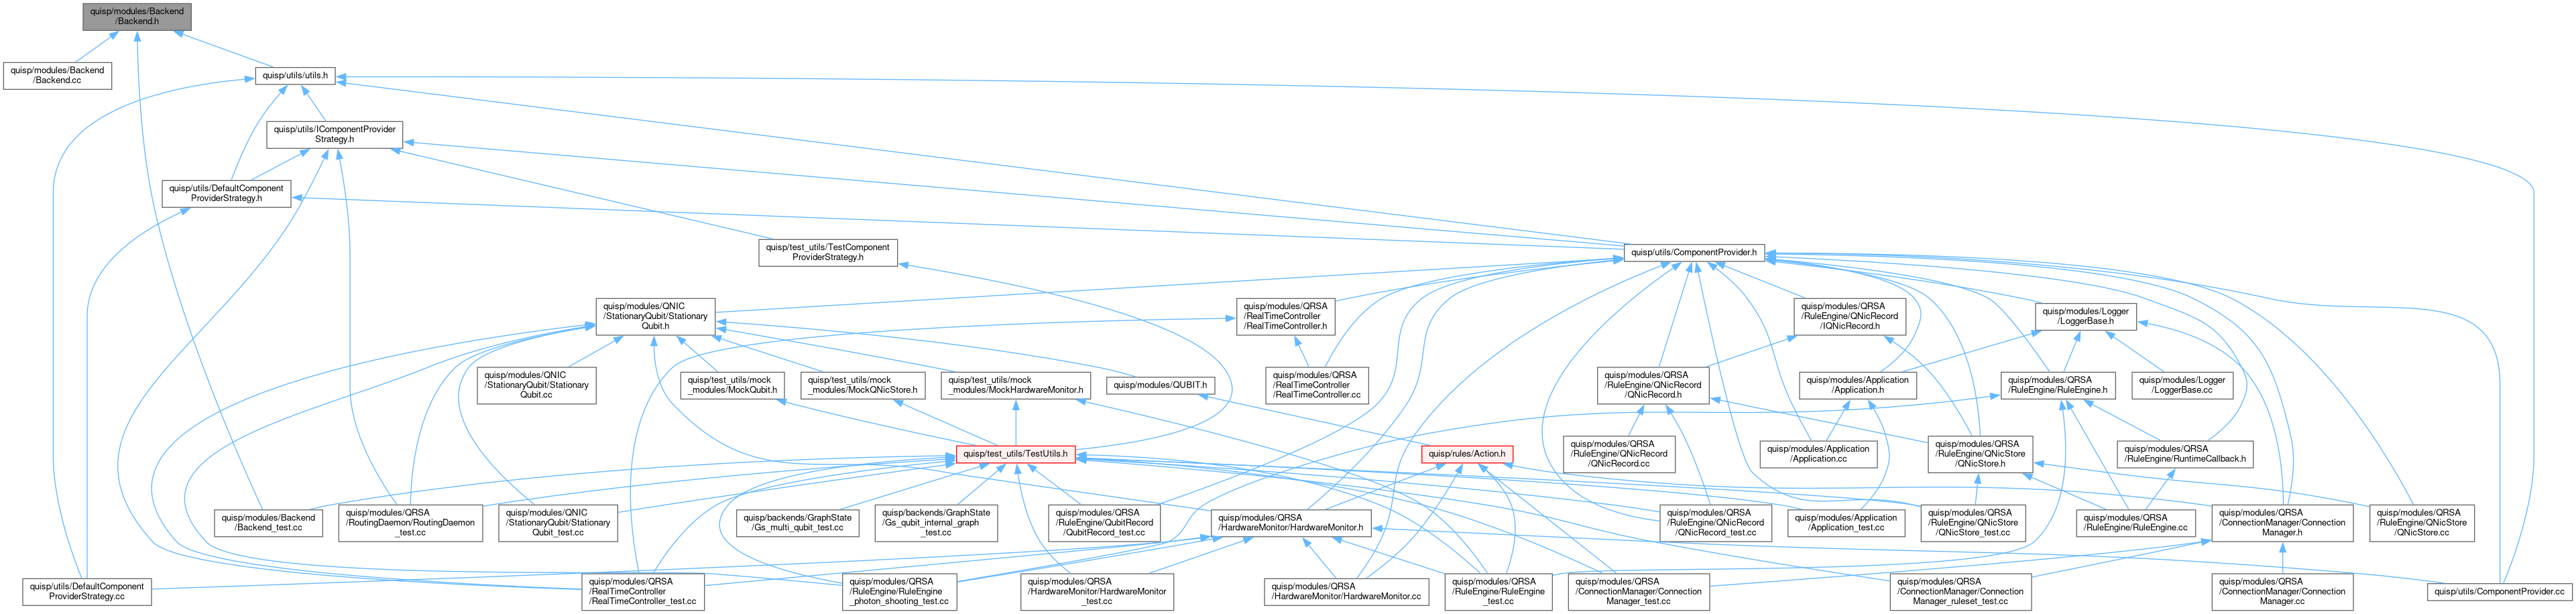 quisp/modules/Backend
/Backend.h
quisp/modules/Backend
/Backend.cc
quisp/utils/utils.h
quisp/utils/IComponentProvider
Strategy.h
quisp/utils/DefaultComponent
ProviderStrategy.h
quisp/test_utils/TestComponent
ProviderStrategy.h
quisp/utils/ComponentProvider.h
quisp/modules/QNIC
/StationaryQubit/Stationary
Qubit.h
quisp/modules/QRSA
/RealTimeController
/RealTimeController.h
quisp/modules/QRSA
/RuleEngine/QNicRecord
/IQNicRecord.h
quisp/modules/Logger
/LoggerBase.h
quisp/modules/QNIC
/StationaryQubit/Stationary
Qubit.cc
quisp/test_utils/mock
_modules/MockQubit.h
quisp/test_utils/mock
_modules/MockQNicStore.h
quisp/test_utils/mock
_modules/MockHardwareMonitor.h
quisp/modules/QUBIT.h
quisp/modules/QRSA
/RealTimeController
/RealTimeController.cc
quisp/modules/QRSA
/RuleEngine/QNicRecord
/QNicRecord.h
quisp/modules/Application
/Application.h
quisp/modules/QRSA
/RuleEngine/RuleEngine.h
quisp/modules/Logger
/LoggerBase.cc
quisp/test_utils/TestUtils.h
quisp/rules/Action.h
quisp/modules/QRSA
/RuleEngine/QNicRecord
/QNicRecord.cc
quisp/modules/Application
/Application.cc
quisp/modules/QRSA
/RuleEngine/QNicStore
/QNicStore.h
quisp/modules/QRSA
/RuleEngine/RuntimeCallback.h
quisp/modules/Backend
/Backend_test.cc
quisp/modules/QRSA
/RoutingDaemon/RoutingDaemon
_test.cc
quisp/modules/QNIC
/StationaryQubit/Stationary
Qubit_test.cc
quisp/backends/GraphState
/Gs_multi_qubit_test.cc
quisp/backends/GraphState
/Gs_qubit_internal_graph
_test.cc
quisp/modules/QRSA
/RuleEngine/QubitRecord
/QubitRecord_test.cc
quisp/modules/QRSA
/HardwareMonitor/HardwareMonitor.h
quisp/modules/QRSA
/RuleEngine/QNicRecord
/QNicRecord_test.cc
quisp/modules/Application
/Application_test.cc
quisp/modules/QRSA
/RuleEngine/QNicStore
/QNicStore_test.cc
quisp/modules/QRSA
/RuleEngine/RuleEngine.cc
quisp/modules/QRSA
/ConnectionManager/Connection
Manager.h
quisp/modules/QRSA
/RuleEngine/QNicStore
/QNicStore.cc
quisp/utils/DefaultComponent
ProviderStrategy.cc
quisp/modules/QRSA
/RealTimeController
/RealTimeController_test.cc
quisp/modules/QRSA
/RuleEngine/RuleEngine
_photon_shooting_test.cc
quisp/modules/QRSA
/HardwareMonitor/HardwareMonitor
_test.cc
quisp/modules/QRSA
/HardwareMonitor/HardwareMonitor.cc
quisp/modules/QRSA
/RuleEngine/RuleEngine
_test.cc
quisp/modules/QRSA
/ConnectionManager/Connection
Manager_test.cc
quisp/modules/QRSA
/ConnectionManager/Connection
Manager_ruleset_test.cc
quisp/modules/QRSA
/ConnectionManager/Connection
Manager.cc
quisp/utils/ComponentProvider.cc